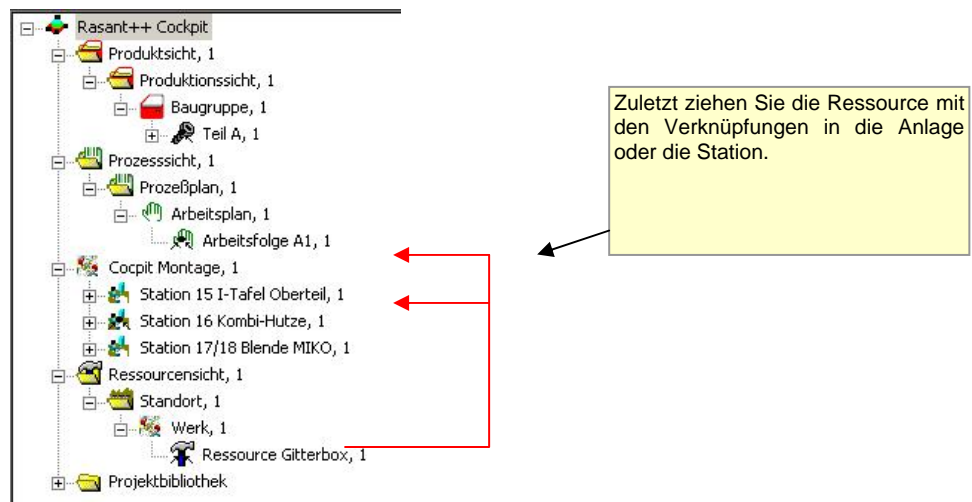 Rasant++ Cockpit
Produktsicht, 1
Produktionssicht, 1
Baugruppe, 1
Teil A, 1
Prozesssicht, 1
Prozeßplan, 1
Arbeitsplan, 1
Arbeitsfolge A1, 1
Cocpit Montage, 1
Station 15 I-Tafel Oberteil, 1
Station 16 Kombi-Hutze, 1
Station 17/18 Blende MIKO, 1
Ressourcensicht, 1
Standort, 1
Werk, 1
Ressource Gitterbox, 1
Projektbibliothek
Zuletzt ziehen Sie die Ressource mit
den Verknüpfungen in die Anlage
oder die Station.